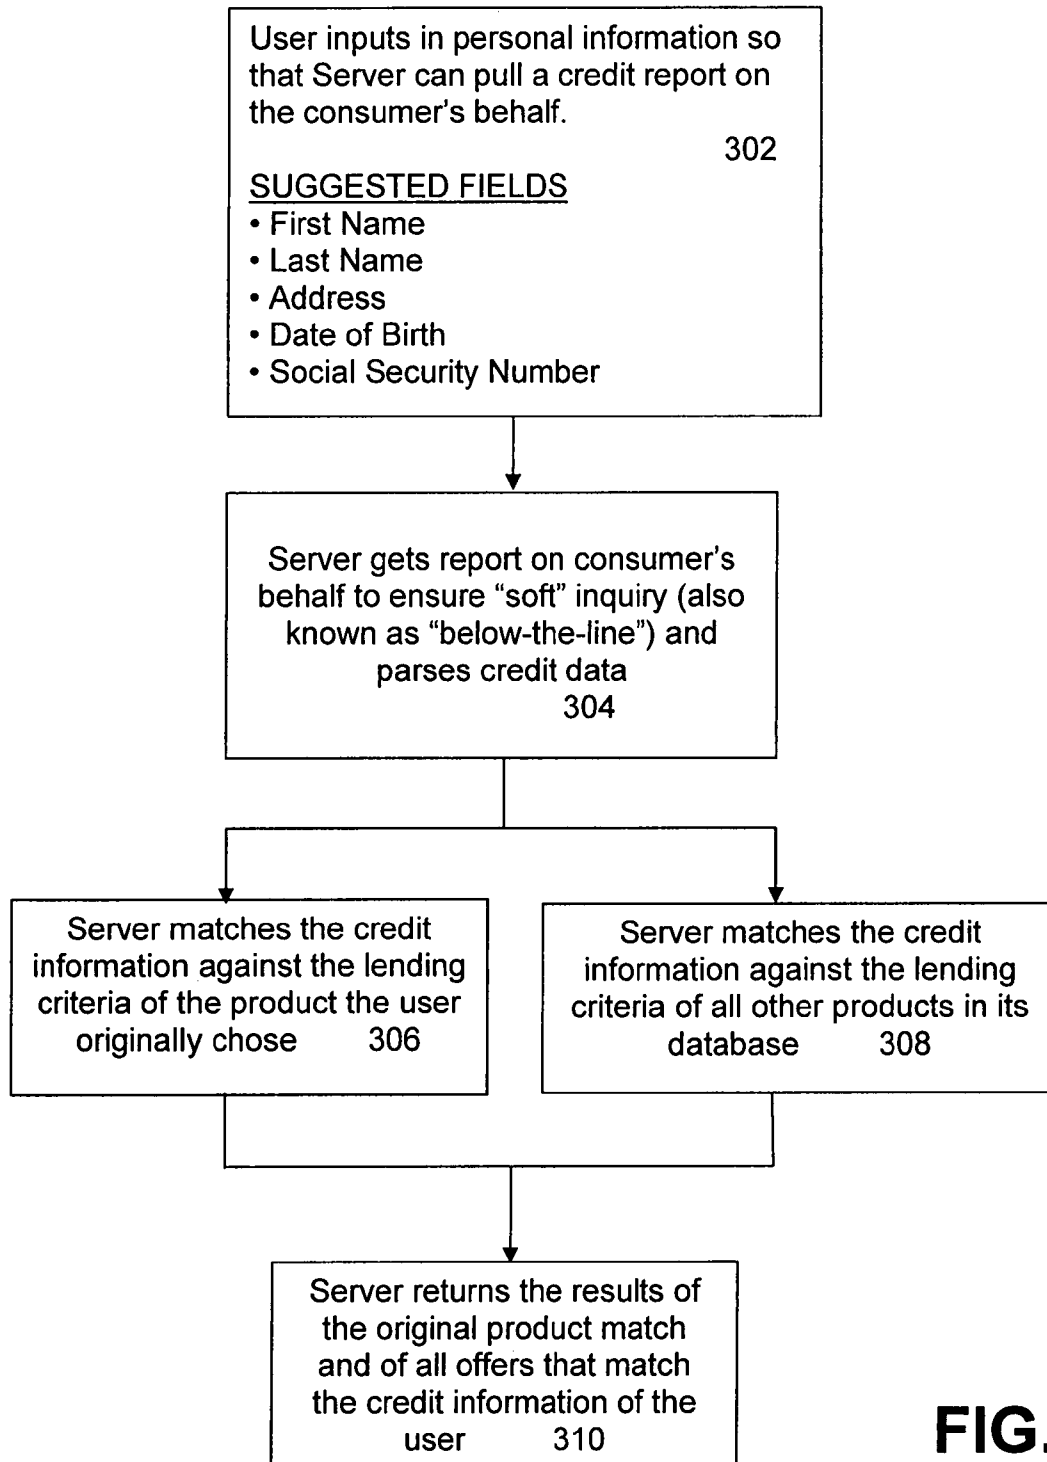 User inputs in personal information so
that Server can pull a credit report on
the consumer’s behalf.
302
SUGGESTED FIELDS
• First Name
• Last Name
• Address
• Date of Birth
• Social Security Number
Server gets report on consumer’s
behalf to ensure “soft” inquiry (also
known as “below-the-line”) and
parses credit data
304
Server matches the credit
information against the lending
criteria of the product the user
originally chose 306
Server matches the credit
information against the lending
criteria of all other products in its
database 308
Server returns the results of
the original product match
and of all offers that match
the credit information of the
user 310
FIG.